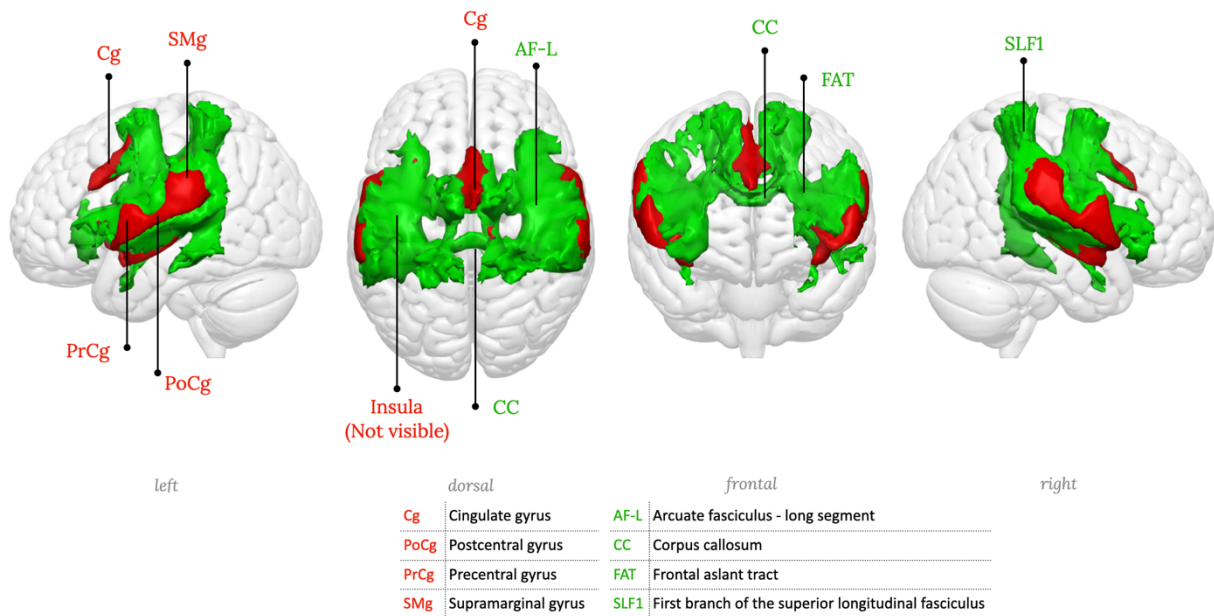 Cg
SMg
Cg
AF-L
CC
FAT
SLF1
PrCg
PoCg
Insula
(Not visible)
CC
left
dorsal
frontal
right
Cg Cingulate gyrus
PoCg Postcentral gyrus
PrCg Precentral gyrus
SMg Supramarginal gyrus
AF-L Arcuate fasciculus - long segment
CC Corpus callosum
FAT Frontal aslant tract
SLF1 First branch of the superior longitudinal fasciculus